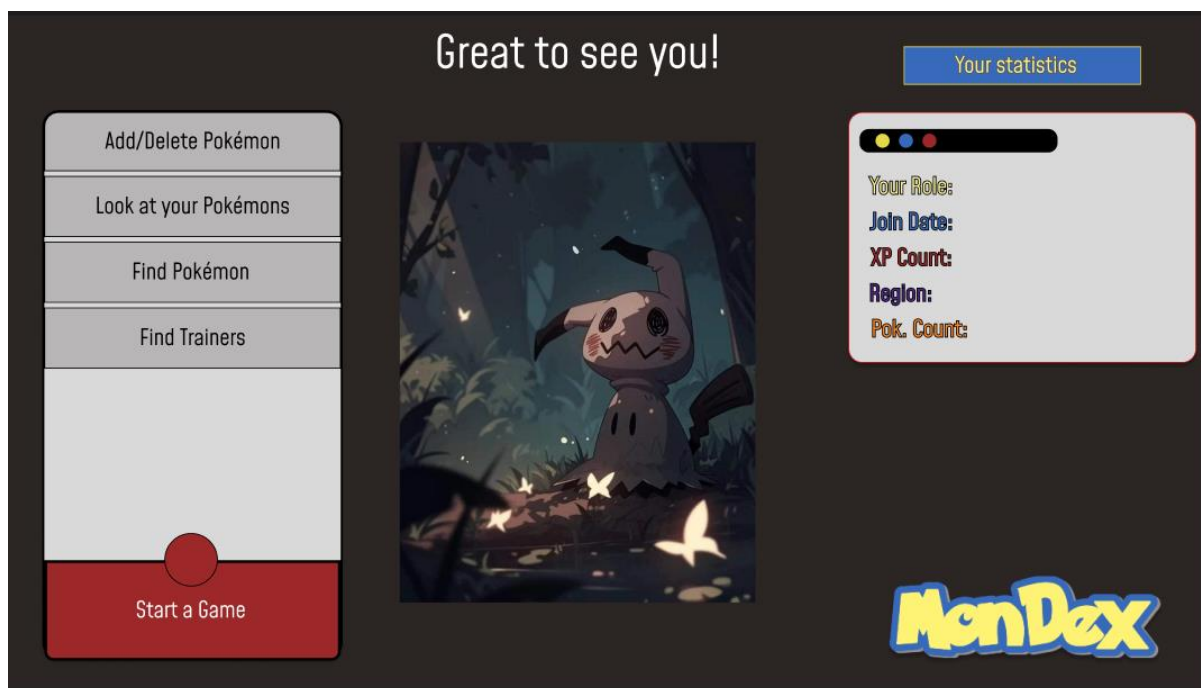 Great to see you!
Your statistics
Add/Delete Pokémon
Look at your Pokémons
Find Pokémon
Find Trainers
Start a Game
Your Role:
Join Date:
XP Count:
Region:
Pok. Count:
MonDex